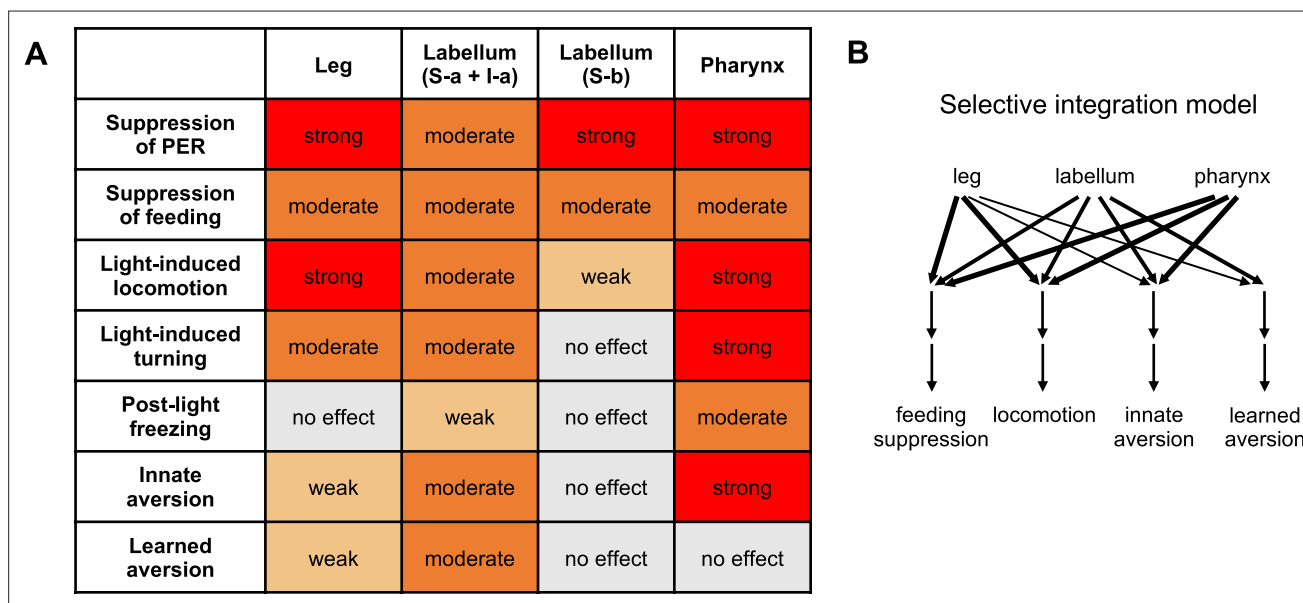 A
Leg
Labellum
(S-a + I-a)
Labellum
(S-b)
Pharynx
Suppression
of PER
strong
moderate
strong
strong
Suppression
of feeding
moderate
moderate
moderate
moderate
Light-induced
locomotion
strong
moderate
weak
strong
Light-induced
turning
moderate
moderate
no effect
strong
Post-light
freezing
no effect
weak
no effect
moderate
Innate
aversion
weak
moderate
no effect
strong
Learned
aversion
weak
moderate
no effect
no effect
B
Selective integration model
leg labellum pharynx
feeding
suppression
locomotion
innate
aversion
learned
aversion